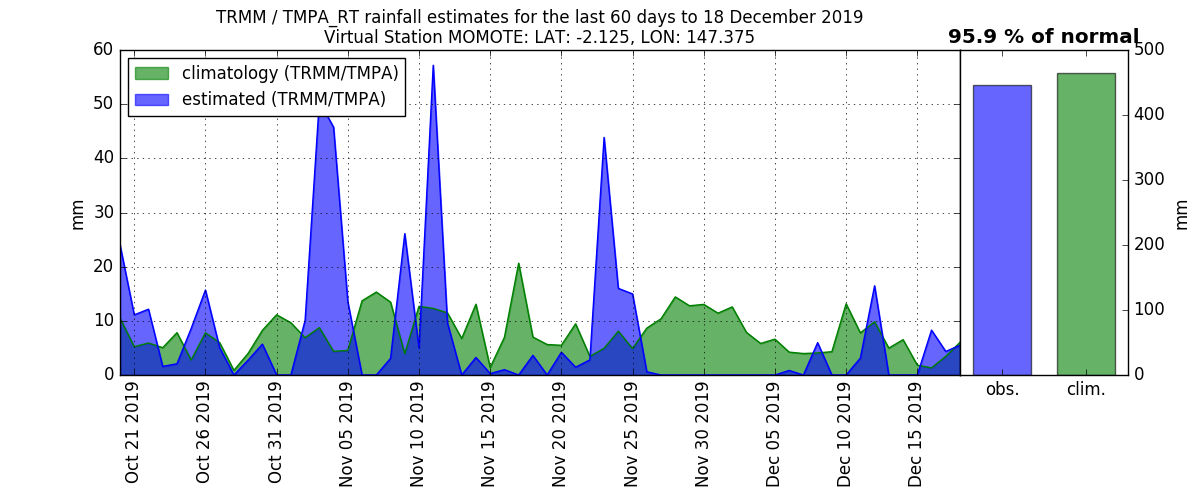 TRMM / TMPA_RT rainfall estimates for the last 60 days to 18 December 2019
Virtual Station MOMOTE: LAT: -2.125, LON: 147.375
95.9 % of normal
climatology (TRMM/TMPA)
estimated (TRMM/TMPA)
60
50
40
30
20
10
0
mm
Oct 21 2019
Oct 26 2019
Oct 31 2019
Nov 05 2019
Nov 10 2019
Nov 15 2019
Nov 20 2019
Nov 25 2019
Nov 30 2019
Dec 05 2019
Dec 10 2019
Dec 15 2019
500
400
300
200
100
0
mm
obs.
clim.